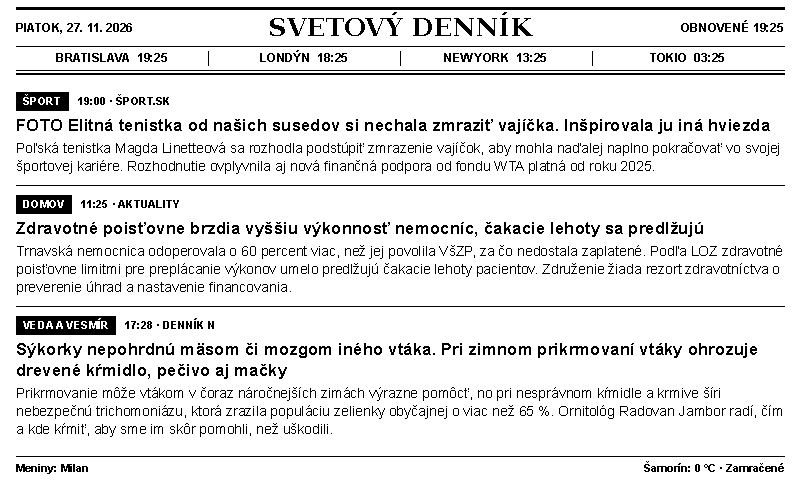 PIATOK, 27. 11. 2026 SVETOVÝ DENNÍK OBNOVENÉ 19:25
BRATISLAVA 19:25 LONDÝN 18:25 NEW YORK 13:25 TOKIO 03:25
ŠPORT 19:00 · ŠPORT.SK
FOTO Elitná tenistka od našich susedov si nechala zmraziť vajíčka. Inšpirovala ju iná hviezda
Poľská tenistka Magda Linetteová sa rozhodla podstúpiť zmrazenie vajíčok, aby mohla naďalej naplno pokračovať vo svojej
športovej kariére. Rozhodnutie ovplyvnila aj nová finančná podpora od fondu WTA platná od roku 2025.
DOMOV 11:25 · AKTUALITY
Zdravotné poisťovne brzdia vyššiu výkonnosť nemocníc, čakacie lehoty sa predlžujú
Trnavská nemocnica odoperovala o 60 percent viac, než jej povolila VšZP, za čo nedostala zaplatené. Podľa LOZ zdravotné
poisťovne limitmi pre preplácanie výkonov umelo predlžujú čakacie lehoty pacientov. Združenie žiada rezort zdravotníctva o
preverenie úhrad a nastavenie financovania.
VEDA A VESMÍR 17:28 · DENNÍK N
Sýkorky nepohrdnú mäsom či mozgom iného vtáka. Pri zimnom prikrmovaní vtáky ohrozuje
drevené kŕmidlo, pečivo aj mačky
Prikrmovanie môže vtákom v čoraz náročnejších zimách výrazne pomôcť, no pri nesprávnom kŕmidle a krmive šíri
nebezpečnú trichomoniázu, ktorá zrazila populáciu zelienky obyčajnej o viac než 65 %. Ornitológ Radovan Jambor radí, čím
a kde kŕmiť, aby sme im skôr pomohli, než uškodili.
Meniny: Milan Šamorín: 0 °C · Zamračené